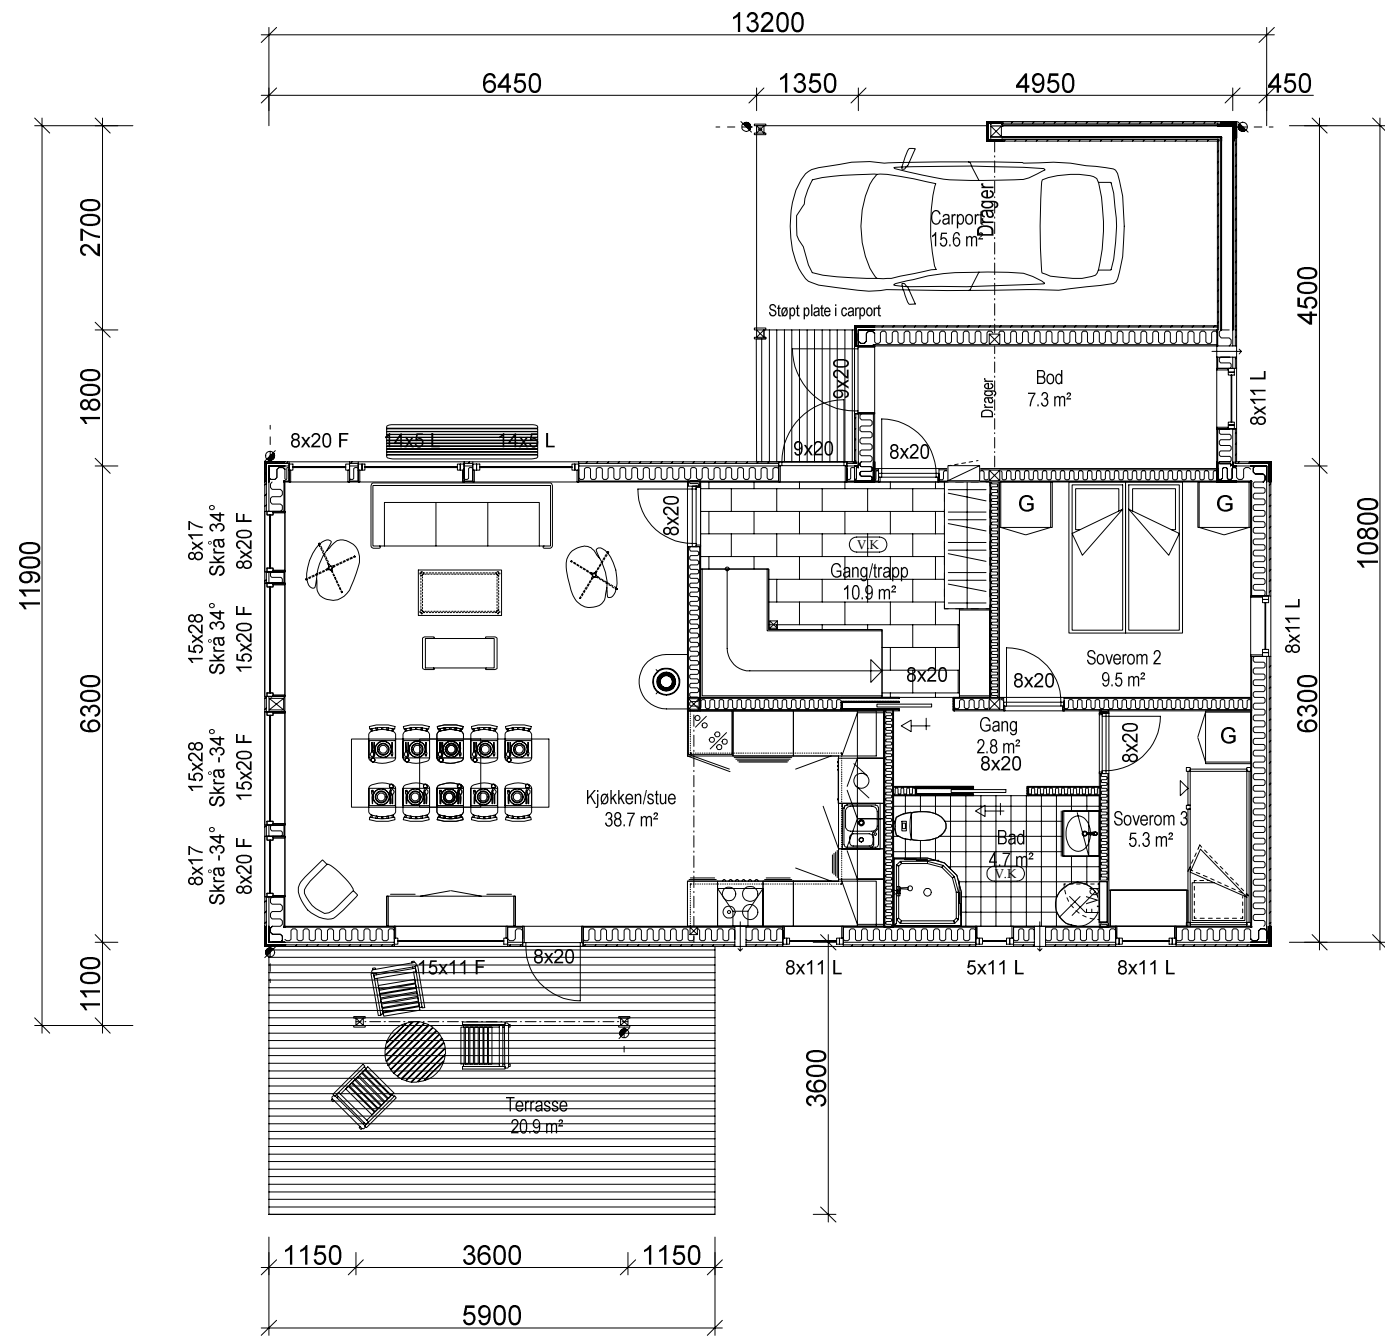 13200
6450
1350
4950
450
11900
2700
1800
6300
1100
4500
6300
10800
Carport
15.6 m²
Drager
Støpt plate i carport
9x20
Drager
Bod
7.3 m²
8x11 L
8x20 F
14x5 L
14x5 L
9x20
8x20
8x17
Skrå 34°
8x20 F
8x20
V.K
Gang/trapp
10.9 m²
G
G
15x28
Skrå 34°
15x20 F
8x11 L
Soverom 2
9.5 m²
8x20
8x20
15x28
Skrå -34°
15x20 F
%
%
Gang
2.8 m²
8x20
8x20
G
Kjøkken/stue
38.7 m²
Soverom 3
5.3 m²
Bad
4.7 m²
V.K
8x17
Skrå -34°
8x20 F
15x11 F
8x20
8x11 L
5x11 L
8x11 L
3600
Terrasse
20.9 m²
1150
3600
1150
5900